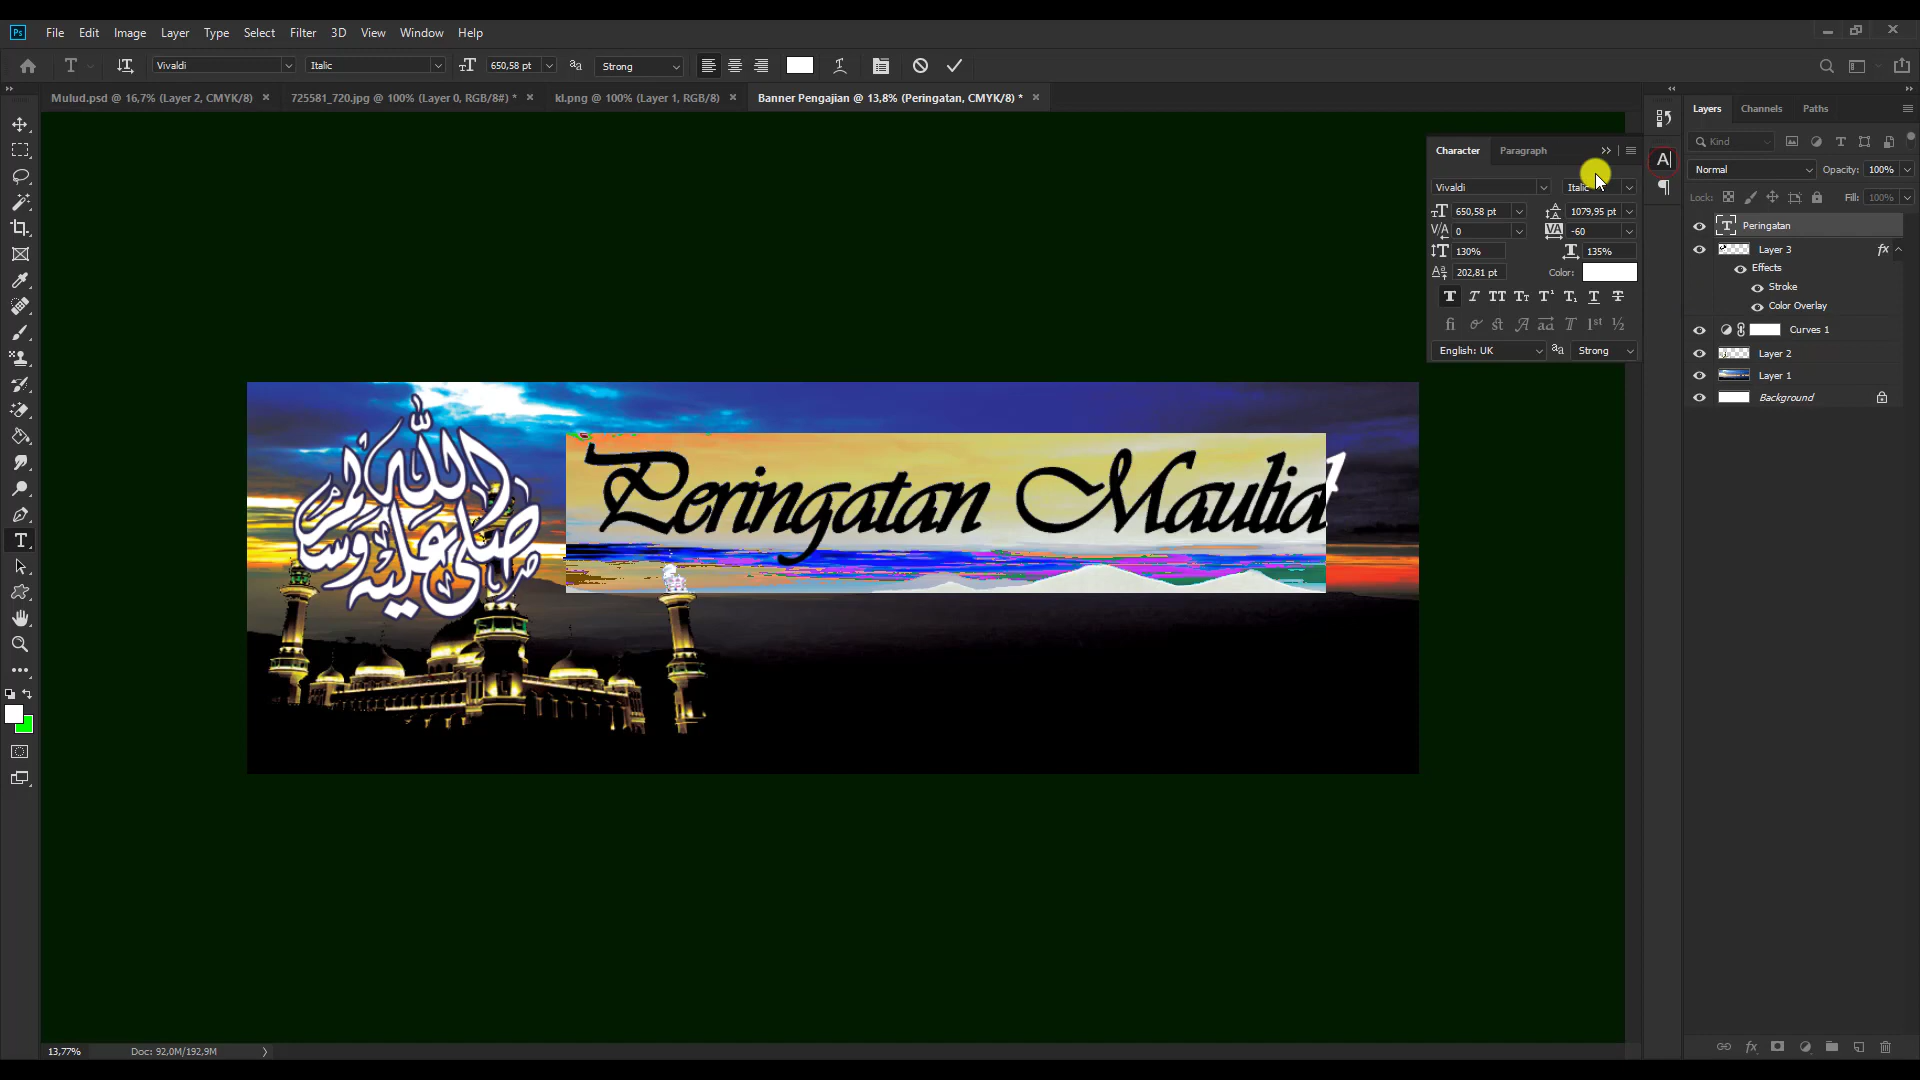 Ps File Edit Image Layer Type Select Filter 3D View Window Help
T Vivaldi Italic 650,58 pt Strong
Mulud.psd @ 16,7% (Layer 2, CMYK/8) × 725581_720.jpg @ 100% (Layer 0, RGB/8#) * × kl.png @ 100% (Layer 1, RGB/8) × Banner Pengajian @ 13,8% (Peringatan, CMYK/8) * ×
Character Paragraph
Vivaldi Italic
650,58 pt 1079,95 pt
0 -60
130% 135%
202,81 pt Color:
English: UK Strong
Layers Channels Paths
Kind
Normal Opacity: 100%
Lock: Fill: 100%
Peringatan
Layer 3 fx
Effects
Stroke
Color Overlay
Curves 1
Layer 2
Layer 1
Background
صلى الله عليه وسلم
Peringatan Maulid
13,77% Doc: 92,0M/192,9M